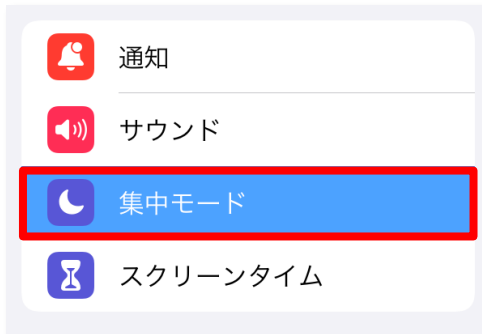 通知
サウンド
集中モード
スクリーンタイム